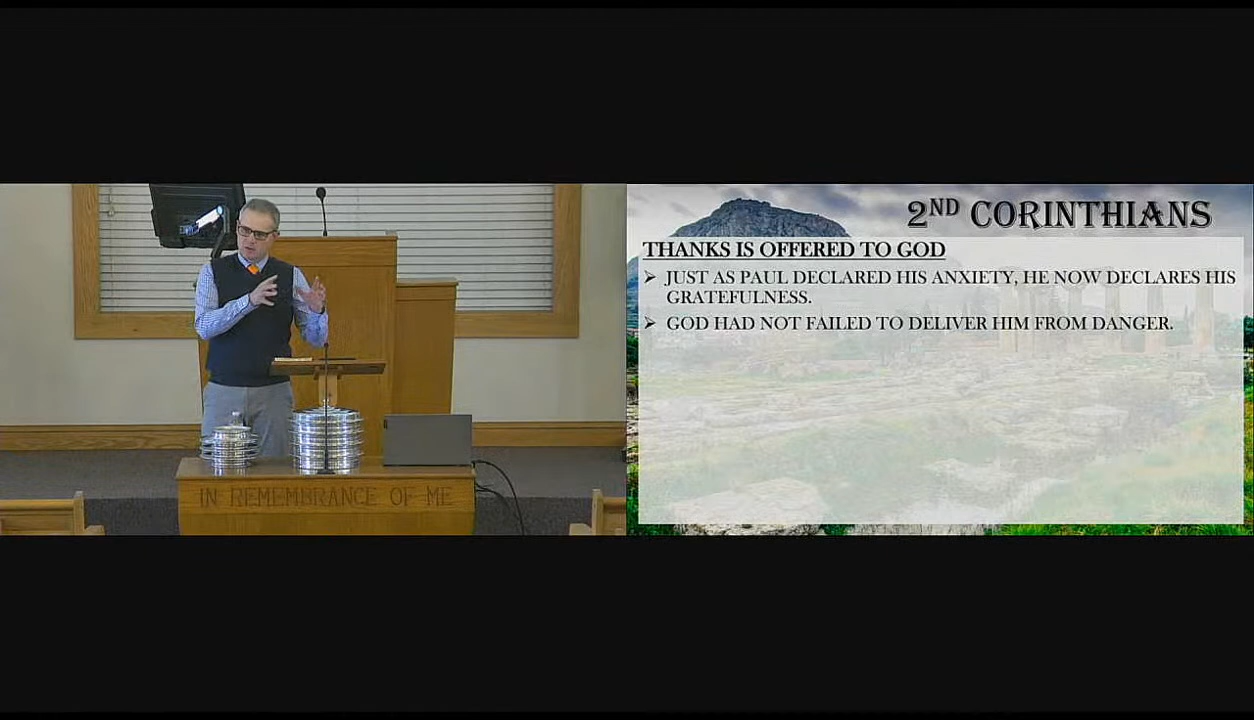 2ND CORINTHIANS
THANKS IS OFFERED TO GOD
➢ JUST AS PAUL DECLARED HIS ANXIETY, HE NOW DECLARES HIS
GRATEFULNESS.
➢ GOD HAD NOT FAILED TO DELIVER HIM FROM DANGER.
IN REMEMBRANCE OF ME